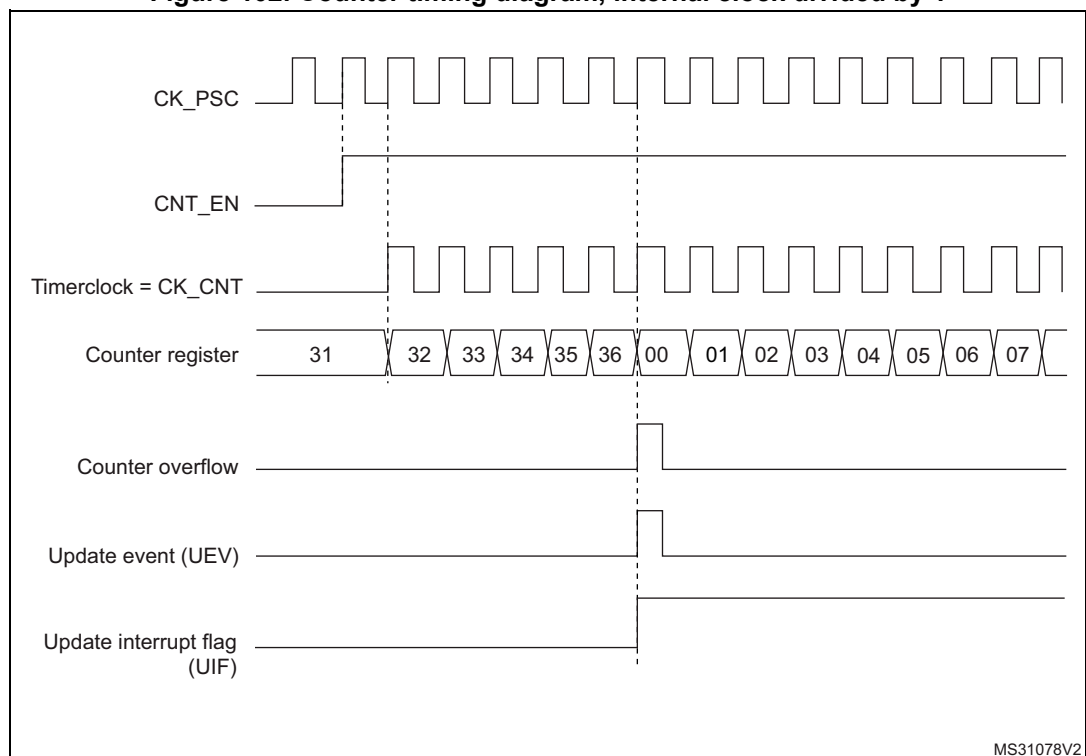 CK_PSC
CNT_EN
Timerclock = CK_CNT
Counter register 31 32 33 34 35 36 00 01 02 03 04 05 06 07
Counter overflow
Update event (UEV)
Update interrupt flag
(UIF)
MS31078V2